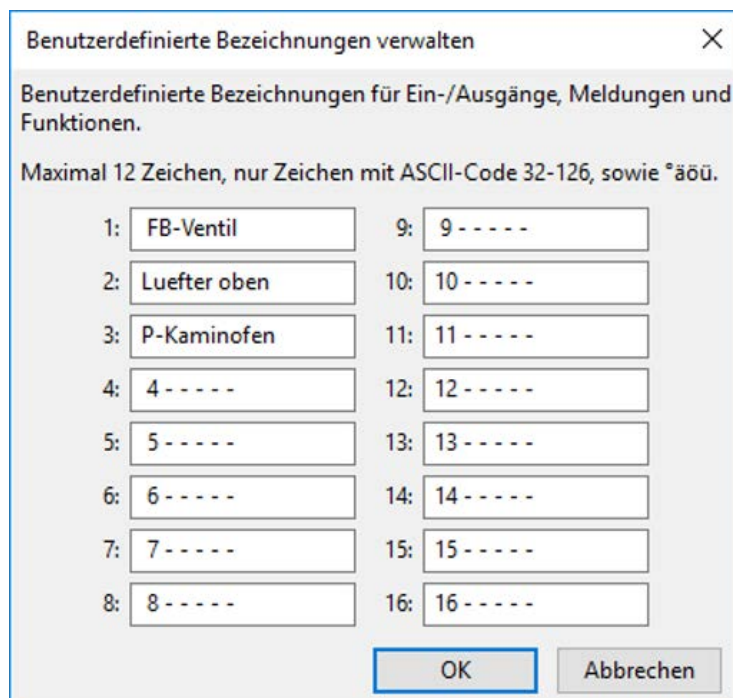 Benutzerdefinierte Bezeichnungen verwalten
Benutzerdefinierte Bezeichnungen für Ein-/Ausgänge, Meldungen und
Funktionen.
Maximal 12 Zeichen, nur Zeichen mit ASCII-Code 32-126, sowie °äöü.
1: FB-Ventil
2: Luefter oben
3: P-Kaminofen
4: 4 - - - - -
5: 5 - - - - -
6: 6 - - - - -
7: 7 - - - - -
8: 8 - - - - -
9: 9 - - - - -
10: 10 - - - - -
11: 11 - - - - -
12: 12 - - - - -
13: 13 - - - - -
14: 14 - - - - -
15: 15 - - - - -
16: 16 - - - - -
OK Abbrechen